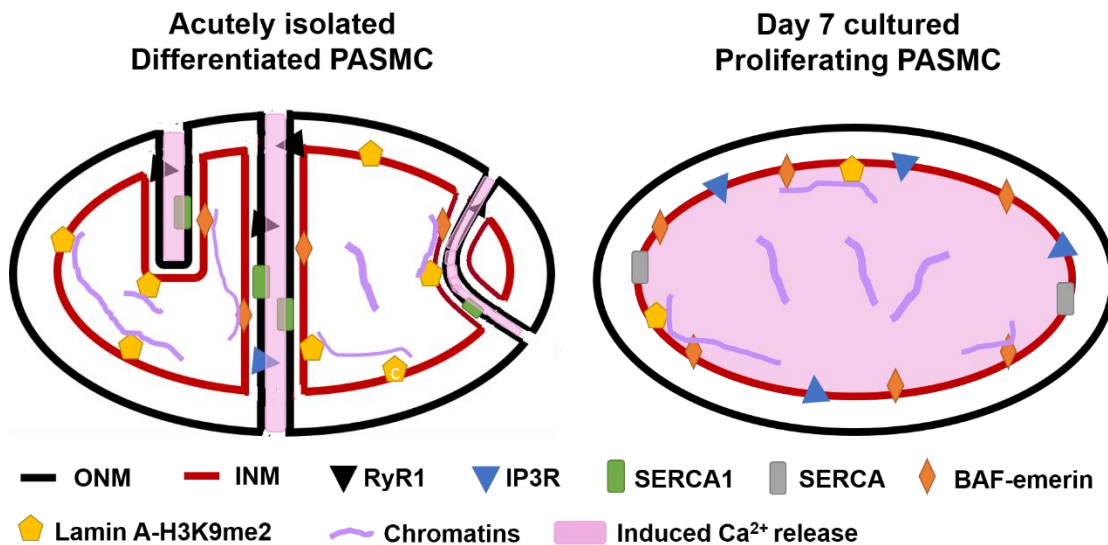 Acutely isolated
Differentiated PASMC
Day 7 cultured
Proliferating PASMC
C
ONM INM RyR1 IP3R SERCA1 SERCA BAF-emerin
Lamin A-H3K9me2 Chromatins Induced Ca²⁺ release